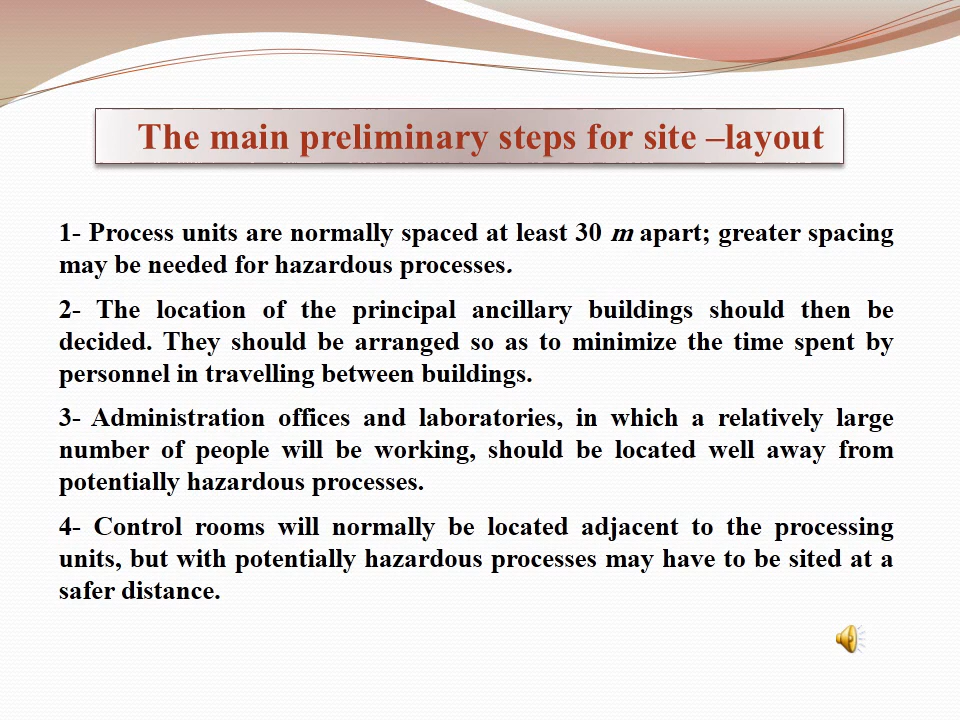 The main preliminary steps for site –layout
1- Process units are normally spaced at least 30 m apart; greater spacing
may be needed for hazardous processes.
2- The location of the principal ancillary buildings should then be
decided. They should be arranged so as to minimize the time spent by
personnel in travelling between buildings.
3- Administration offices and laboratories, in which a relatively large
number of people will be working, should be located well away from
potentially hazardous processes.
4- Control rooms will normally be located adjacent to the processing
units, but with potentially hazardous processes may have to be sited at a
safer distance.